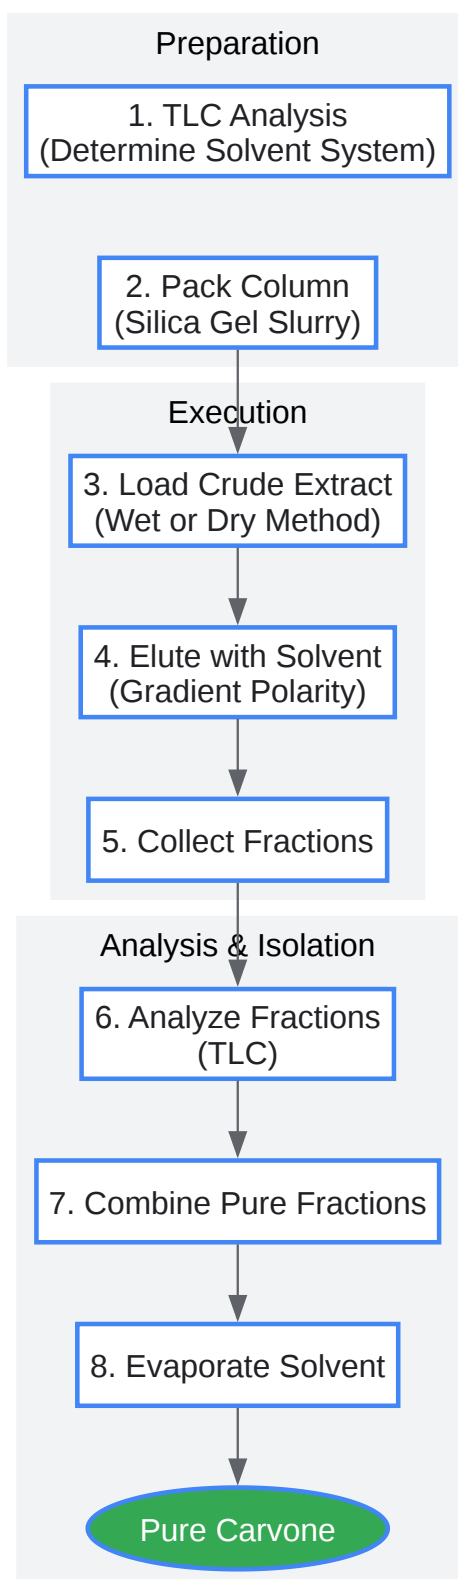 Preparation
1. TLC Analysis
(Determine Solvent System)
2. Pack Column
(Silica Gel Slurry)
Execution
3. Load Crude Extract
(Wet or Dry Method)
4. Elute with Solvent
(Gradient Polarity)
5. Collect Fractions
Analysis & Isolation
6. Analyze Fractions
(TLC)
7. Combine Pure Fractions
8. Evaporate Solvent
Pure Carvone